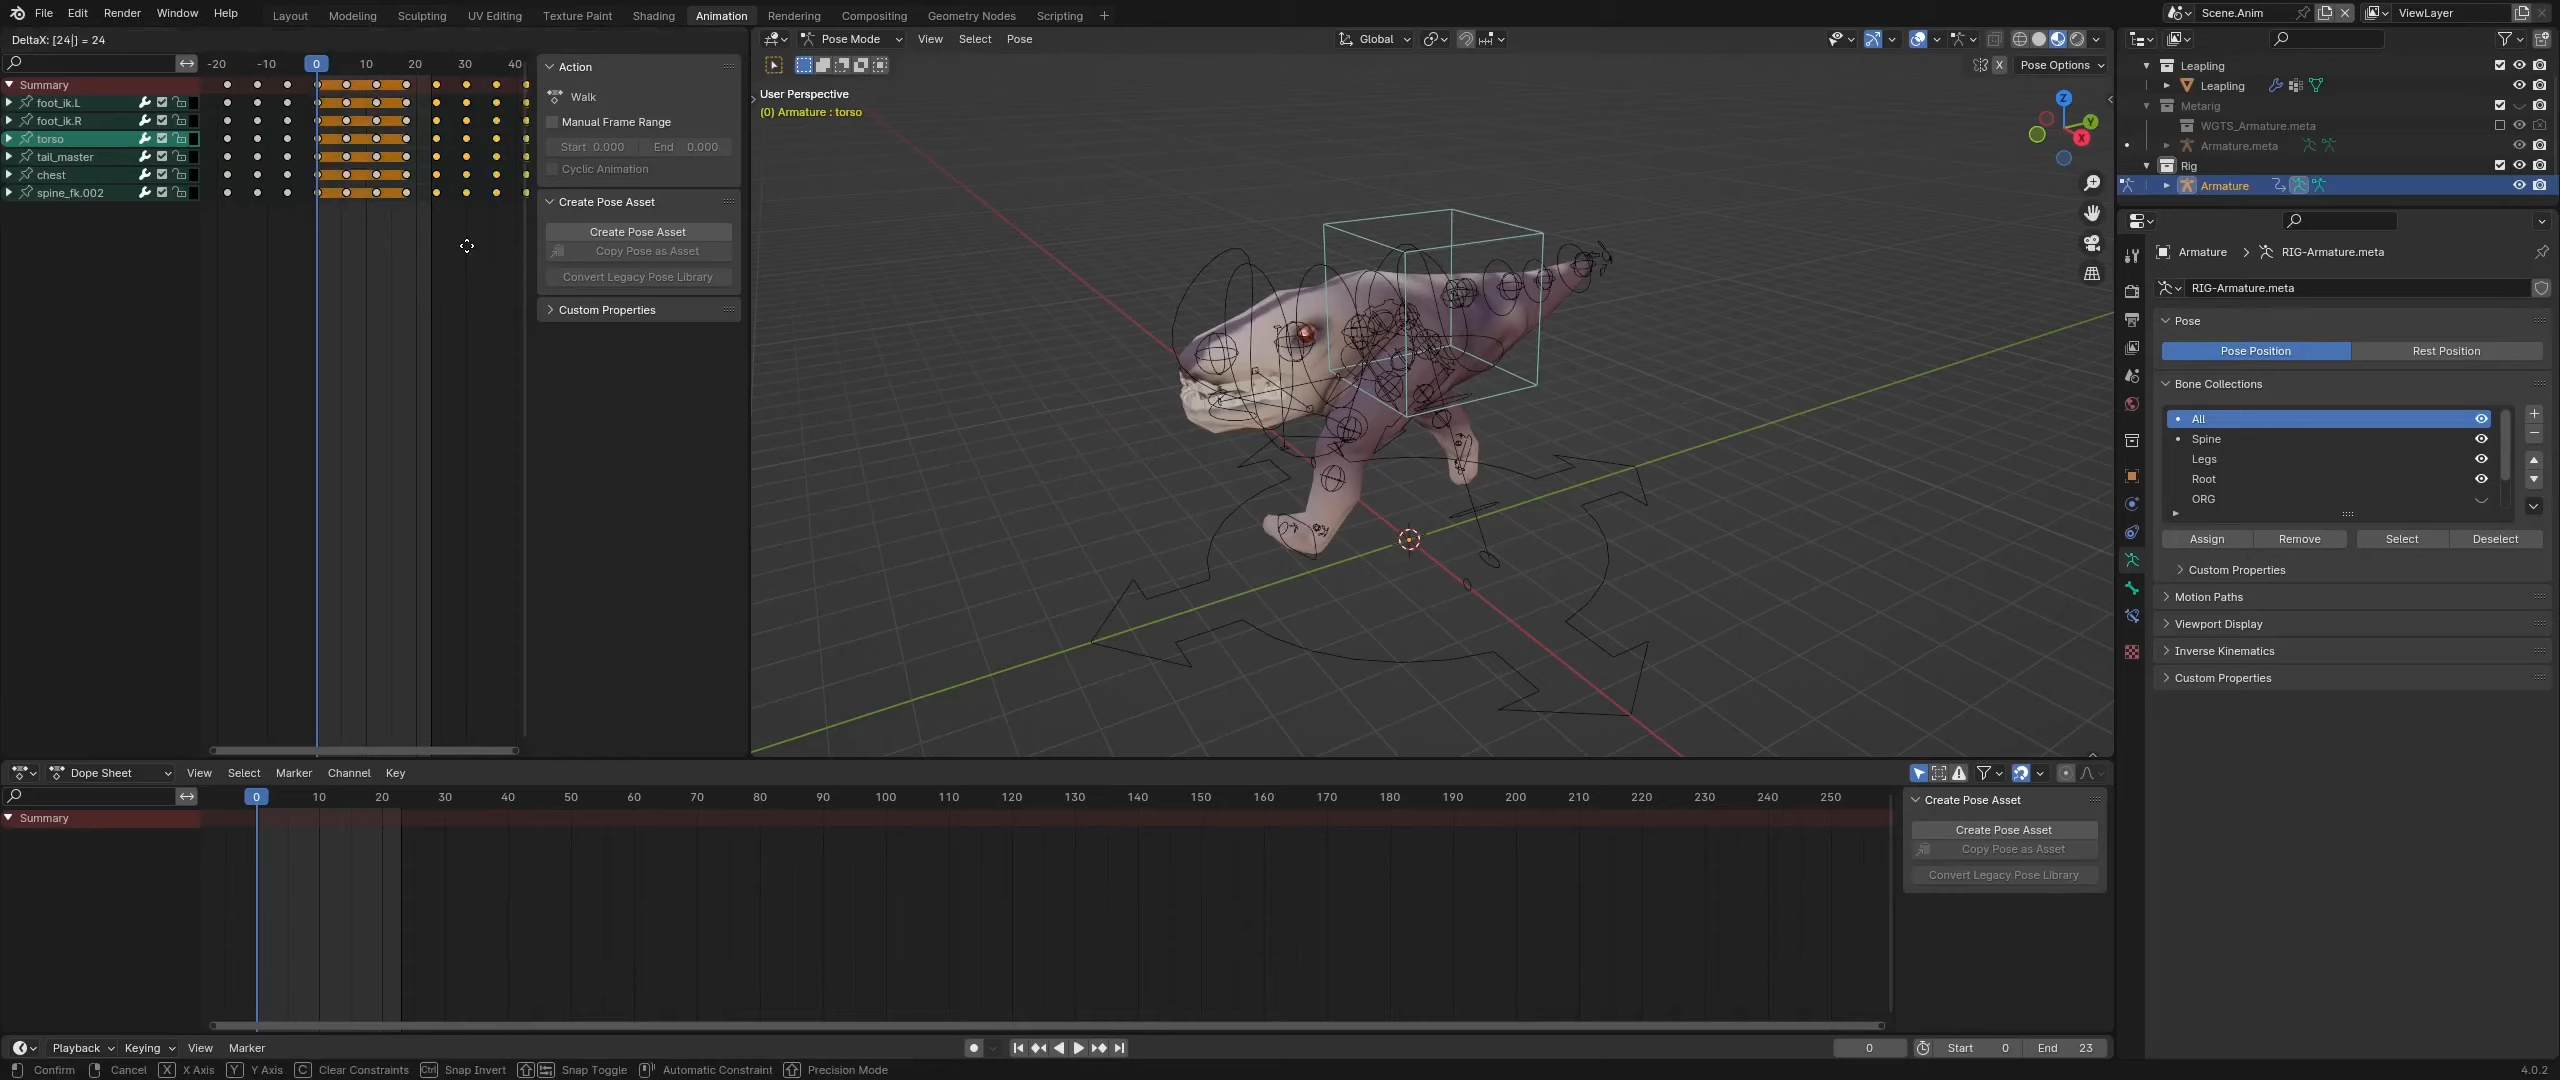 File Edit Render Window Help Layout Modeling Sculpting UV Editing Texture Paint Shading Animation Rendering Compositing Geometry Nodes Scripting + Scene.Anim ViewLayer
DeltaX: [24|] = 24
-20 -10 0 10 20 30 40
Summary
foot_ik.L
foot_ik.R
torso
tail_master
chest
spine_fk.002
Action
Walk
Manual Frame Range
Start 0.000 End 0.000
Cyclic Animation
Create Pose Asset
Create Pose Asset
Copy Pose as Asset
Convert Legacy Pose Library
Custom Properties
Pose Mode View Select Pose Global
X Pose Options
User Perspective
(0) Armature : torso
Z
Y
X
Leapling
Leapling
Metarig
WGTS_Armature.meta
Armature.meta
Rig
Armature
Armature RIG-Armature.meta
RIG-Armature.meta
Pose
Pose Position Rest Position
Bone Collections
All
Spine
Legs
Root
ORG
Assign Remove Select Deselect
Custom Properties
Motion Paths
Viewport Display
Inverse Kinematics
Custom Properties
Dope Sheet View Select Marker Channel Key
0 10 20 30 40 50 60 70 80 90 100 110 120 130 140 150 160 170 180 190 200 210 220 230 240 250
Summary
Create Pose Asset
Create Pose Asset
Copy Pose as Asset
Convert Legacy Pose Library
Playback Keying View Marker 0 Start 0 End 23
Confirm Cancel X X Axis Y Y Axis C Clear Constraints Ctrl Snap Invert Snap Toggle Automatic Constraint Precision Mode 4.0.2